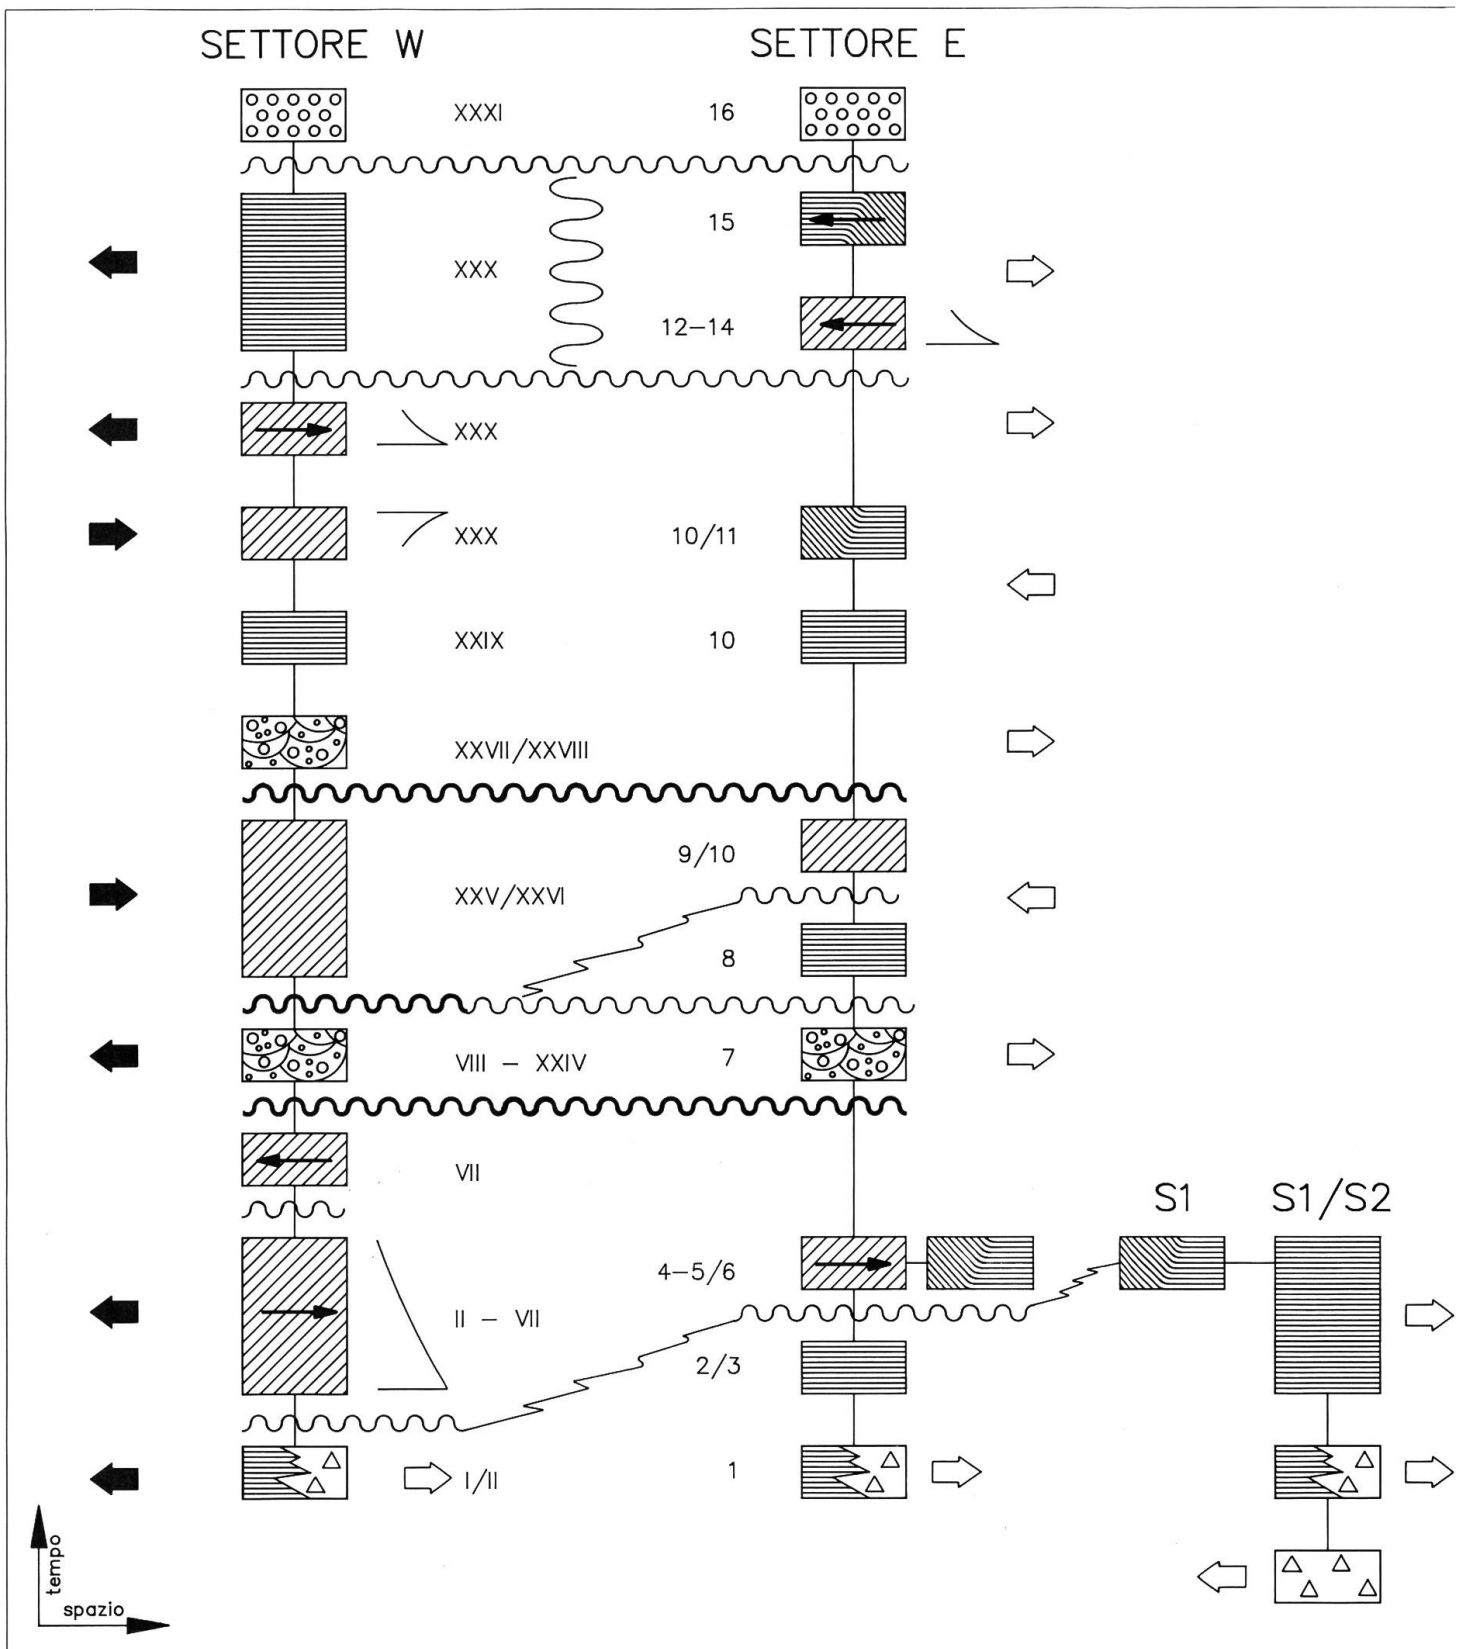 SETTORE W
SETTORE E
XXXI
16
15
XXX
12–14
XXX
XXX
10/11
XXIX
10
XXVII/XXVIII
9/10
XXV/XXVI
8
VIII – XXIV
7
VII
S1
S1/S2
4–5/6
II – VII
2/3
I/II
1
tempo
spazio